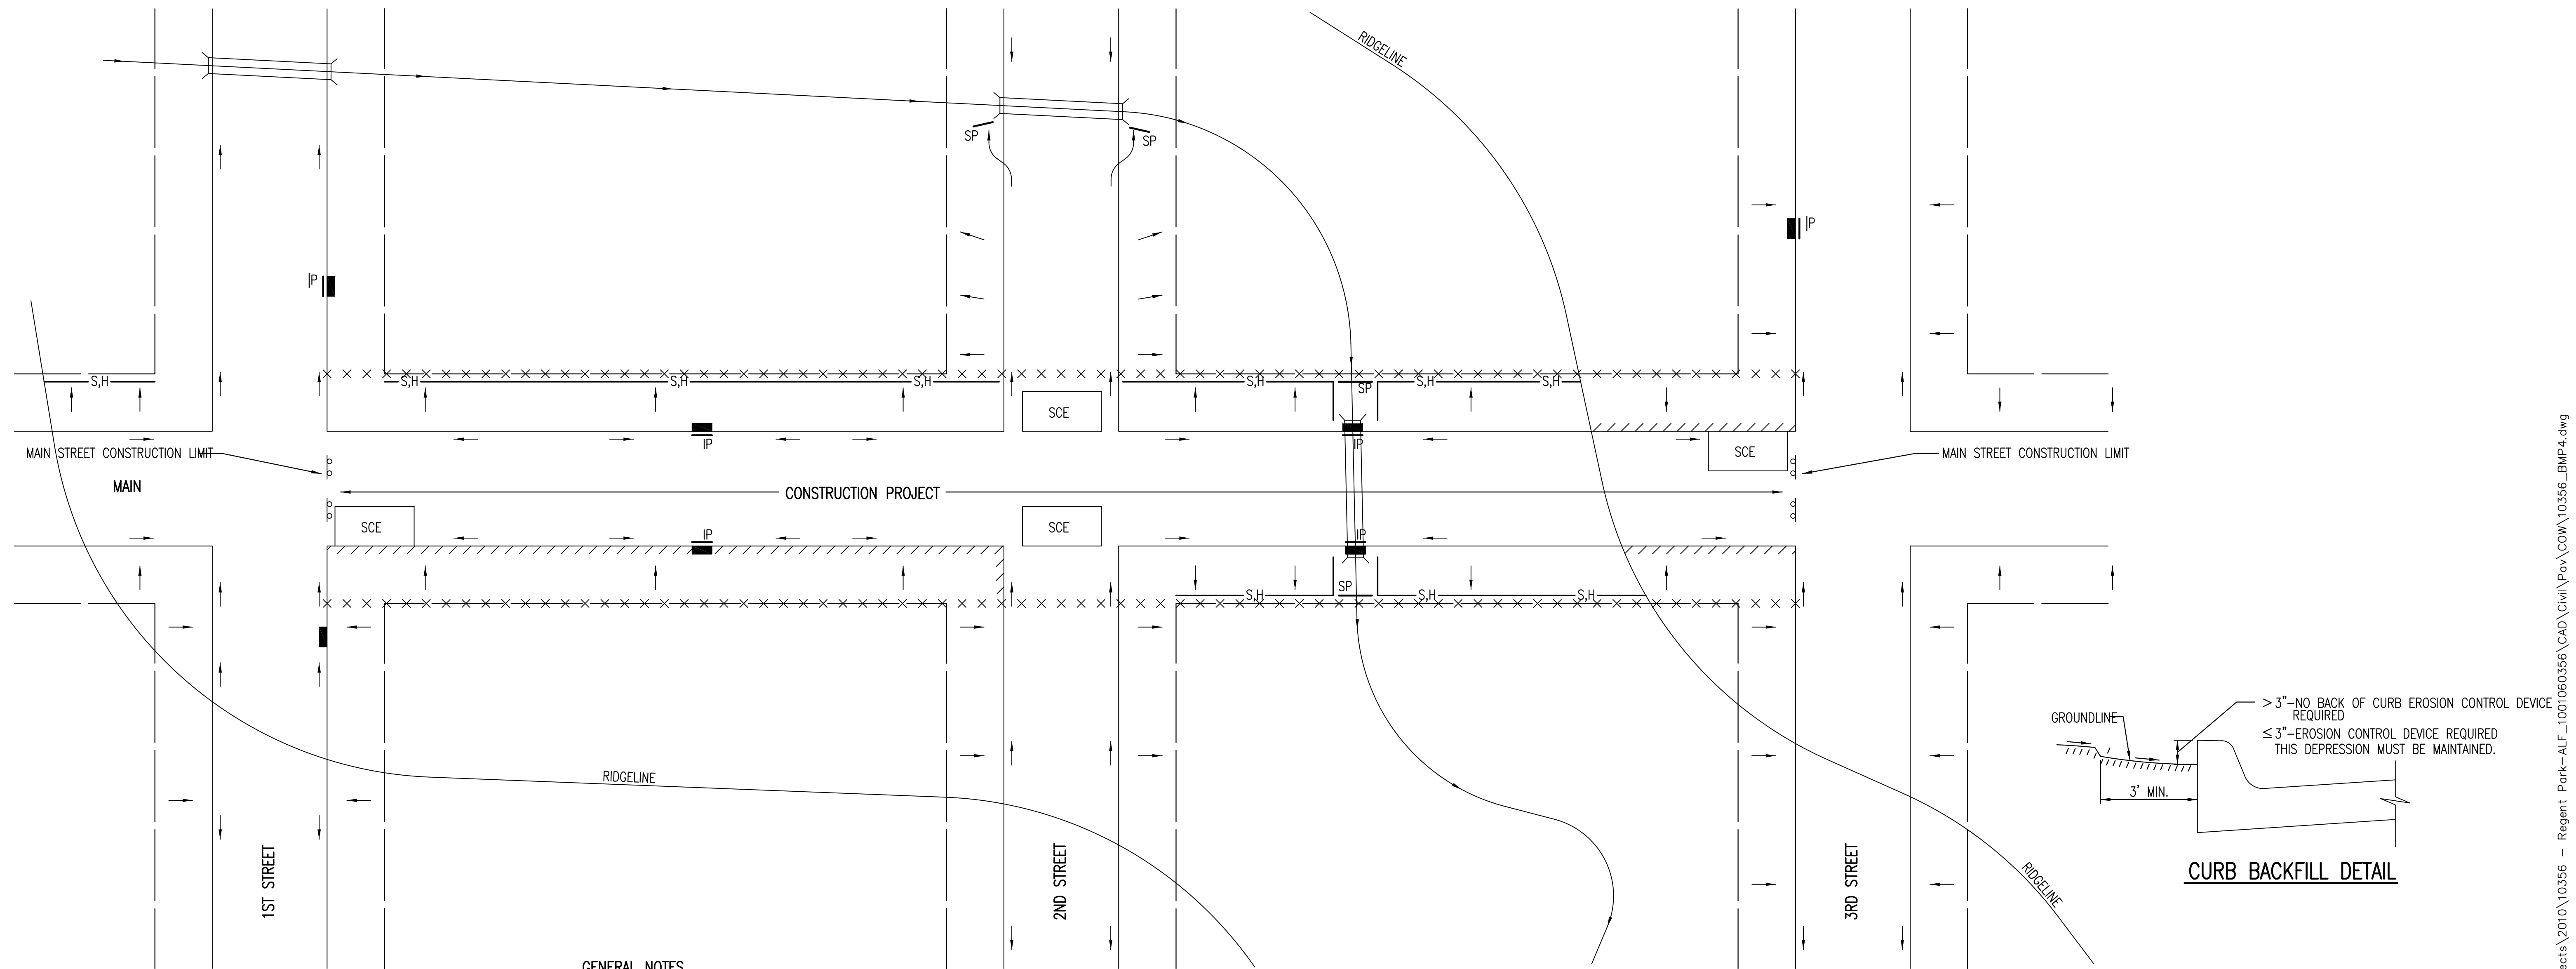 RIDGELINE
SP
SP
IP
IP
S,H
S,H
S,H
S,H
S,H
SP
S,H
S,H
SCE
IP
IP
SCE
MAIN STREET CONSTRUCTION LIMIT
MAIN STREET CONSTRUCTION LIMIT
MAIN
CONSTRUCTION PROJECT
SCE
SCE
IP
IP
SP
S,H
S,H
S,H
RIDGELINE
RIDGELINE
1ST STREET
2ND STREET
3RD STREET
GROUNDLINE
>3"-NO BACK OF CURB EROSION CONTROL DEVICE
REQUIRED
≤3"-EROSION CONTROL DEVICE REQUIRED
THIS DEPRESSION MUST BE MAINTAINED.
3' MIN.
CURB BACKFILL DETAIL
GENERAL NOTES
ects\2010\10356 - Regent Park-ALF_1001060356\CAD\Civil\Pav\COW\10356_BMP4.dwg